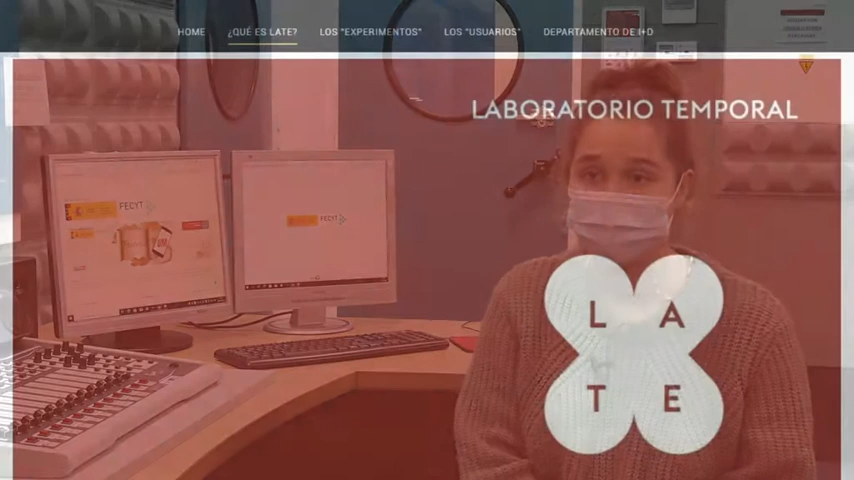 HOME ¿QUÉ ES LATE? LOS "EXPERIMENTOS" LOS "USUARIOS" DEPARTAMENTO DE I+D
LABORATORIO TEMPORAL
FECYT
FECYT
L A
T E